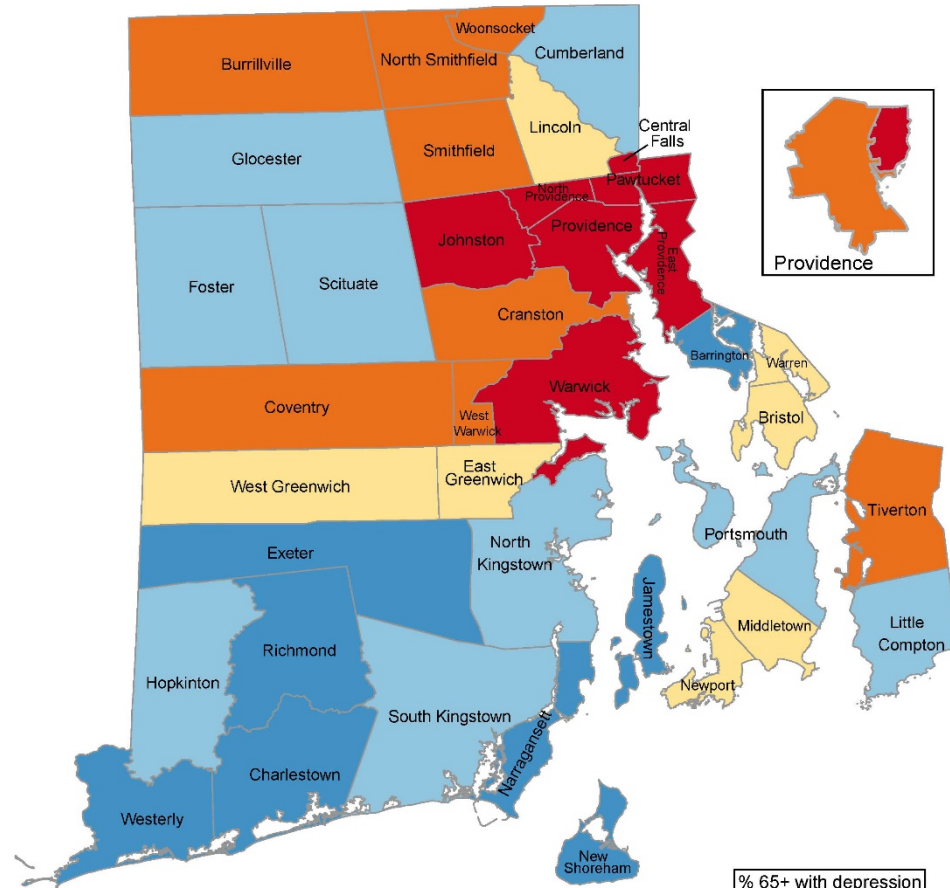 Woonsocket
Cumberland
Burrillville
North Smithfield
Lincoln
Central
Falls
Glocester
Smithfield
Pawtucket
North
Providence
Johnston
Providence
East
Providence
Providence
Foster
Scituate
Cranston
Barrington
Warren
Warwick
Coventry
West
Warwick
Bristol
East
Greenwich
West Greenwich
Tiverton
Portsmouth
Exeter
North
Kingstown
Jamestown
Middletown
Little
Compton
Richmond
Hopkinton
Newport
South Kingstown
Narragansett
Charlestown
Westerly
New
Shoreham
% 65+ with depression